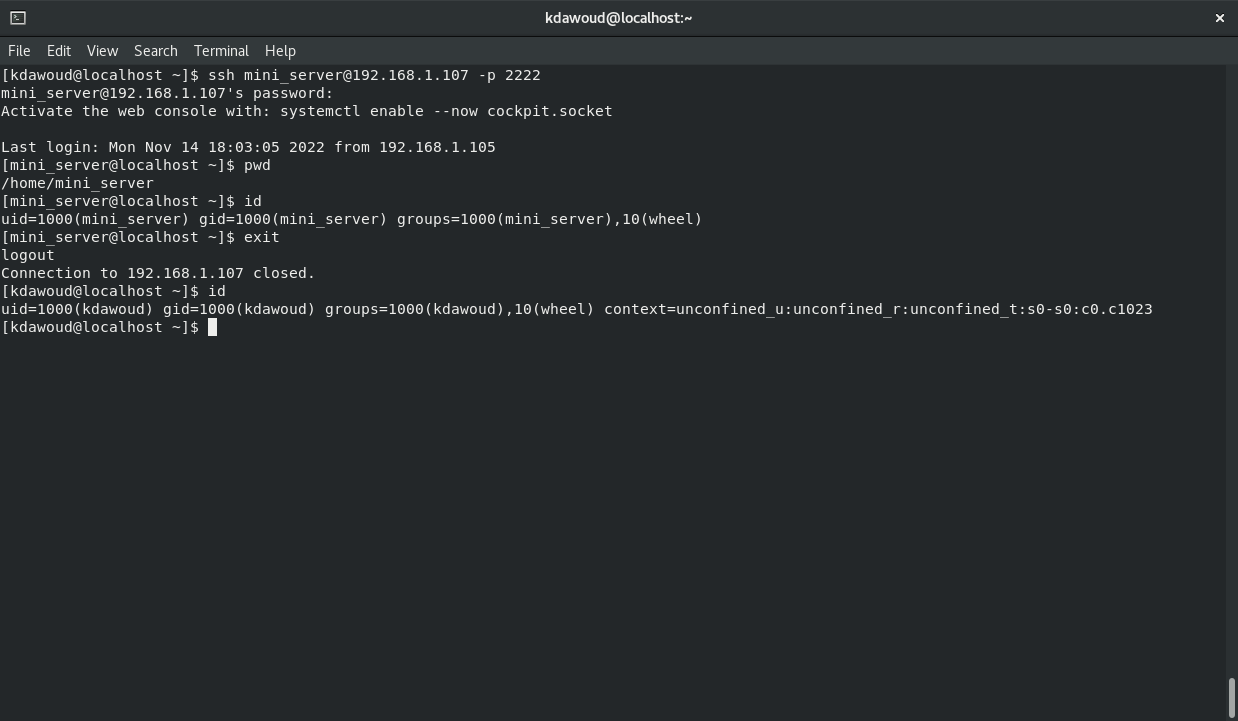 kdawoud@localhost:~
File Edit View Search Terminal Help
[kdawoud@localhost ~]$ ssh mini_server@192.168.1.107 -p 2222
mini_server@192.168.1.107's password:
Activate the web console with: systemctl enable --now cockpit.socket
Last login: Mon Nov 14 18:03:05 2022 from 192.168.1.105
[mini_server@localhost ~]$ pwd
/home/mini_server
[mini_server@localhost ~]$ id
uid=1000(mini_server) gid=1000(mini_server) groups=1000(mini_server),10(wheel)
[mini_server@localhost ~]$ exit
logout
Connection to 192.168.1.107 closed.
[kdawoud@localhost ~]$ id
uid=1000(kdawoud) gid=1000(kdawoud) groups=1000(kdawoud),10(wheel) context=unconfined_u:unconfined_r:unconfined_t:s0-s0:c0.c1023
[kdawoud@localhost ~]$